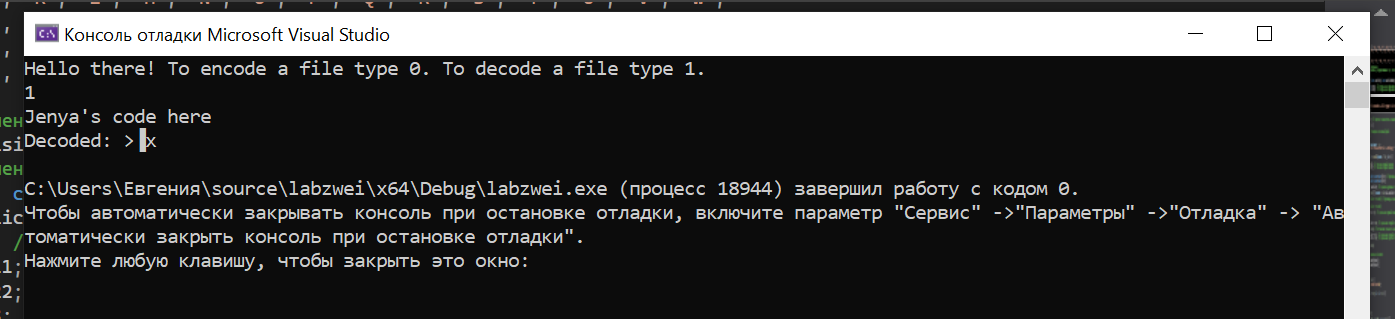 Консоль отладки Microsoft Visual Studio
Hello there! To encode a file type 0. To decode a file type 1.
1
Jenya's code here
Decoded: > x
C:\Users\Евгения\source\labzwei\x64\Debug\labzwei.exe (процесс 18944) завершил работу с кодом 0.
Чтобы автоматически закрывать консоль при остановке отладки, включите параметр "Сервис" ->"Параметры" ->"Отладка" -> "Ав
томатически закрыть консоль при остановке отладки".
Нажмите любую клавишу, чтобы закрыть это окно: